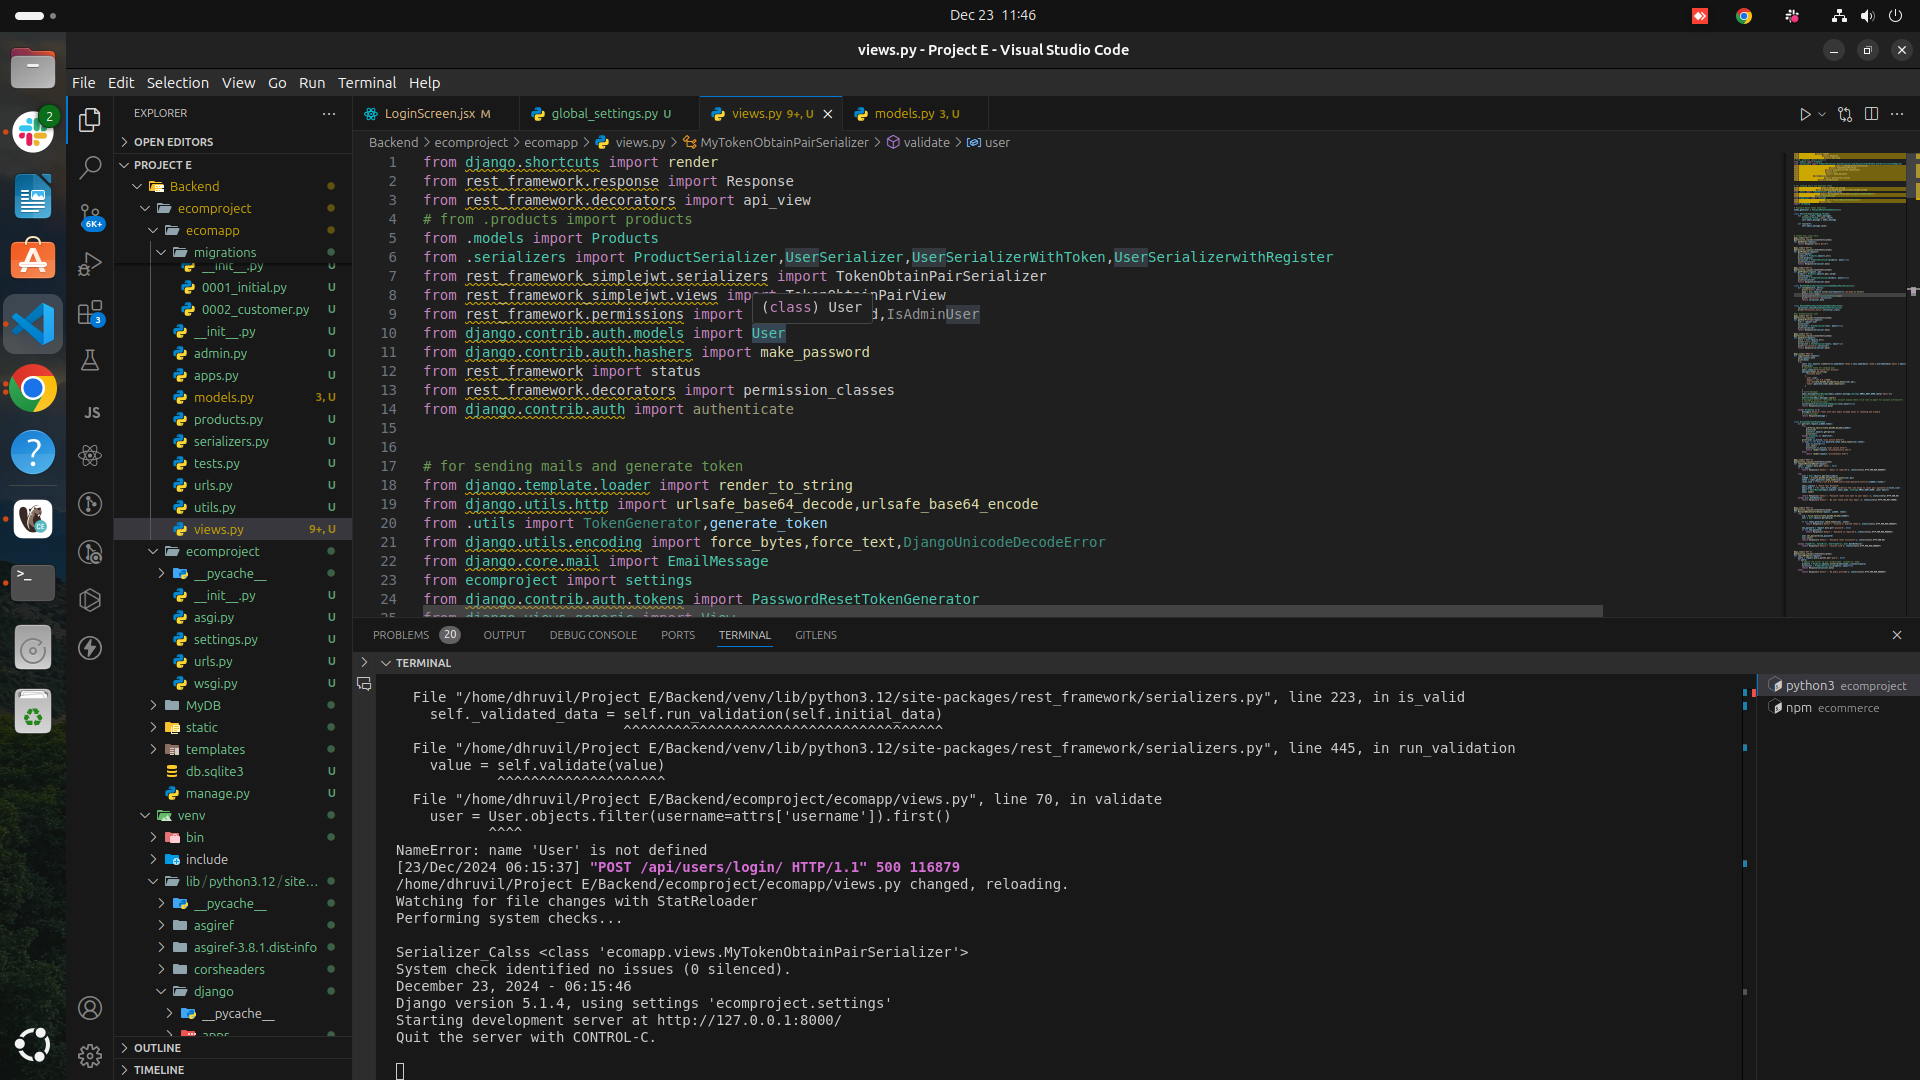 Dec 23 11:46
views.py - Project E - Visual Studio Code
File Edit Selection View Go Run Terminal Help
2
EXPLORER
OPEN EDITORS
PROJECT E
Backend
ecomproject
ecomapp
migrations
__init__.py U
0001_initial.py U
0002_customer.py U
__init__.py U
admin.py U
apps.py U
models.py 3, U
products.py U
serializers.py U
tests.py U
urls.py U
utils.py U
views.py 9+, U
ecomproject
__pycache__
__init__.py U
asgi.py U
settings.py U
urls.py U
wsgi.py U
MyDB
static
templates
db.sqlite3 U
manage.py U
venv
bin
include
lib/python3.12/site...
__pycache__
asgiref
asgiref-3.8.1.dist-info
corsheaders
django
__pycache__
apps
OUTLINE
TIMELINE
6K+
3
JS
LoginScreen.jsx M
global_settings.py U
views.py 9+, U
models.py 3, U
Backend > ecomproject > ecomapp > views.py > MyTokenObtainPairSerializer > validate > user
1 from django.shortcuts import render
2 from rest_framework.response import Response
3 from rest_framework.decorators import api_view
4 # from .products import products
5 from .models import Products
6 from .serializers import ProductSerializer,UserSerializer,UserSerializerWithToken,UserSerializerwithRegister
7 from rest_framework_simplejwt.serializers import TokenObtainPairSerializer
8 from rest_framework_simplejwt.views import TokenObtainPairView
(class) User
9 from rest_framework.permissions import d,IsAdminUser
10 from django.contrib.auth.models import User
11 from django.contrib.auth.hashers import make_password
12 from rest_framework import status
13 from rest_framework.decorators import permission_classes
14 from django.contrib.auth import authenticate
15
16
17 # for sending mails and generate token
18 from django.template.loader import render_to_string
19 from django.utils.http import urlsafe_base64_decode,urlsafe_base64_encode
20 from .utils import TokenGenerator,generate_token
21 from django.utils.encoding import force_bytes,force_text,DjangoUnicodeDecodeError
22 from django.core.mail import EmailMessage
23 from ecomproject import settings
24 from django.contrib.auth.tokens import PasswordResetTokenGenerator
25 from django.views.generic import View
PROBLEMS 20 OUTPUT DEBUG CONSOLE PORTS TERMINAL GITLENS
TERMINAL
File "/home/dhruvil/Project E/Backend/venv/lib/python3.12/site-packages/rest_framework/serializers.py", line 223, in is_valid
self._validated_data = self.run_validation(self.initial_data)
^^^^^^^^^^^^^^^^^^^^^^^^^^^^^^^^^^^^^^
File "/home/dhruvil/Project E/Backend/venv/lib/python3.12/site-packages/rest_framework/serializers.py", line 445, in run_validation
value = self.validate(value)
^^^^^^^^^^^^^^^^^^^^
File "/home/dhruvil/Project E/Backend/ecomproject/ecomapp/views.py", line 70, in validate
user = User.objects.filter(username=attrs['username']).first()
^^^^
NameError: name 'User' is not defined
[23/Dec/2024 06:15:37] "POST /api/users/login/ HTTP/1.1" 500 116879
/home/dhruvil/Project E/Backend/ecomproject/ecomapp/views.py changed, reloading.
Watching for file changes with StatReloader
Performing system checks...
Serializer_Calss <class 'ecomapp.views.MyTokenObtainPairSerializer'>
System check identified no issues (0 silenced).
December 23, 2024 - 06:15:46
Django version 5.1.4, using settings 'ecomproject.settings'
Starting development server at http://127.0.0.1:8000/
Quit the server with CONTROL-C.
python3 ecomproject
npm ecommerce